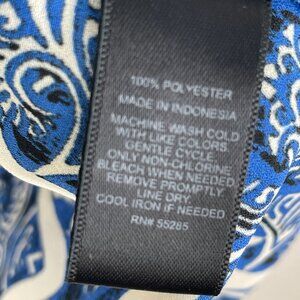 100% POLYESTER
MADE IN INDONESIA
MACHINE WASH COLD
WITH LIKE COLORS.
GENTLE CYCLE.
ONLY NON-CHLORINE
BLEACH WHEN NEEDED.
REMOVE PROMPTLY.
LINE DRY.
COOL IRON IF NEEDED.
RN# 55285